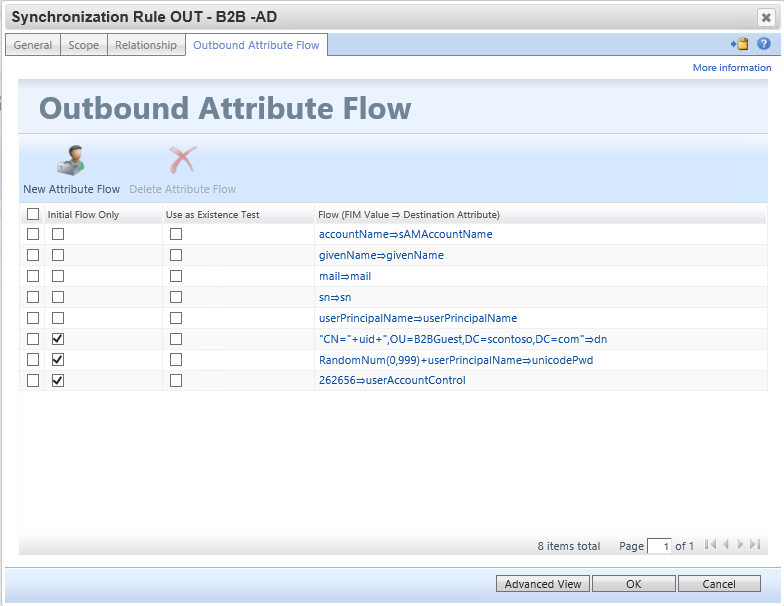 Synchronization Rule OUT - B2B -AD
General Scope Relationship Outbound Attribute Flow
More information
Outbound Attribute Flow
New Attribute Flow Delete Attribute Flow
Initial Flow Only Use as Existence Test Flow (FIM Value ⇒ Destination Attribute)
accountName⇒sAMAccountName
givenName⇒givenName
mail⇒mail
sn⇒sn
userPrincipalName⇒userPrincipalName
"CN="+uid+",OU=B2BGuest,DC=scontoso,DC=com"⇒dn
RandomNum(0,999)+userPrincipalName⇒unicodePwd
262656⇒userAccountControl
8 items total Page 1 of 1
Advanced View OK Cancel